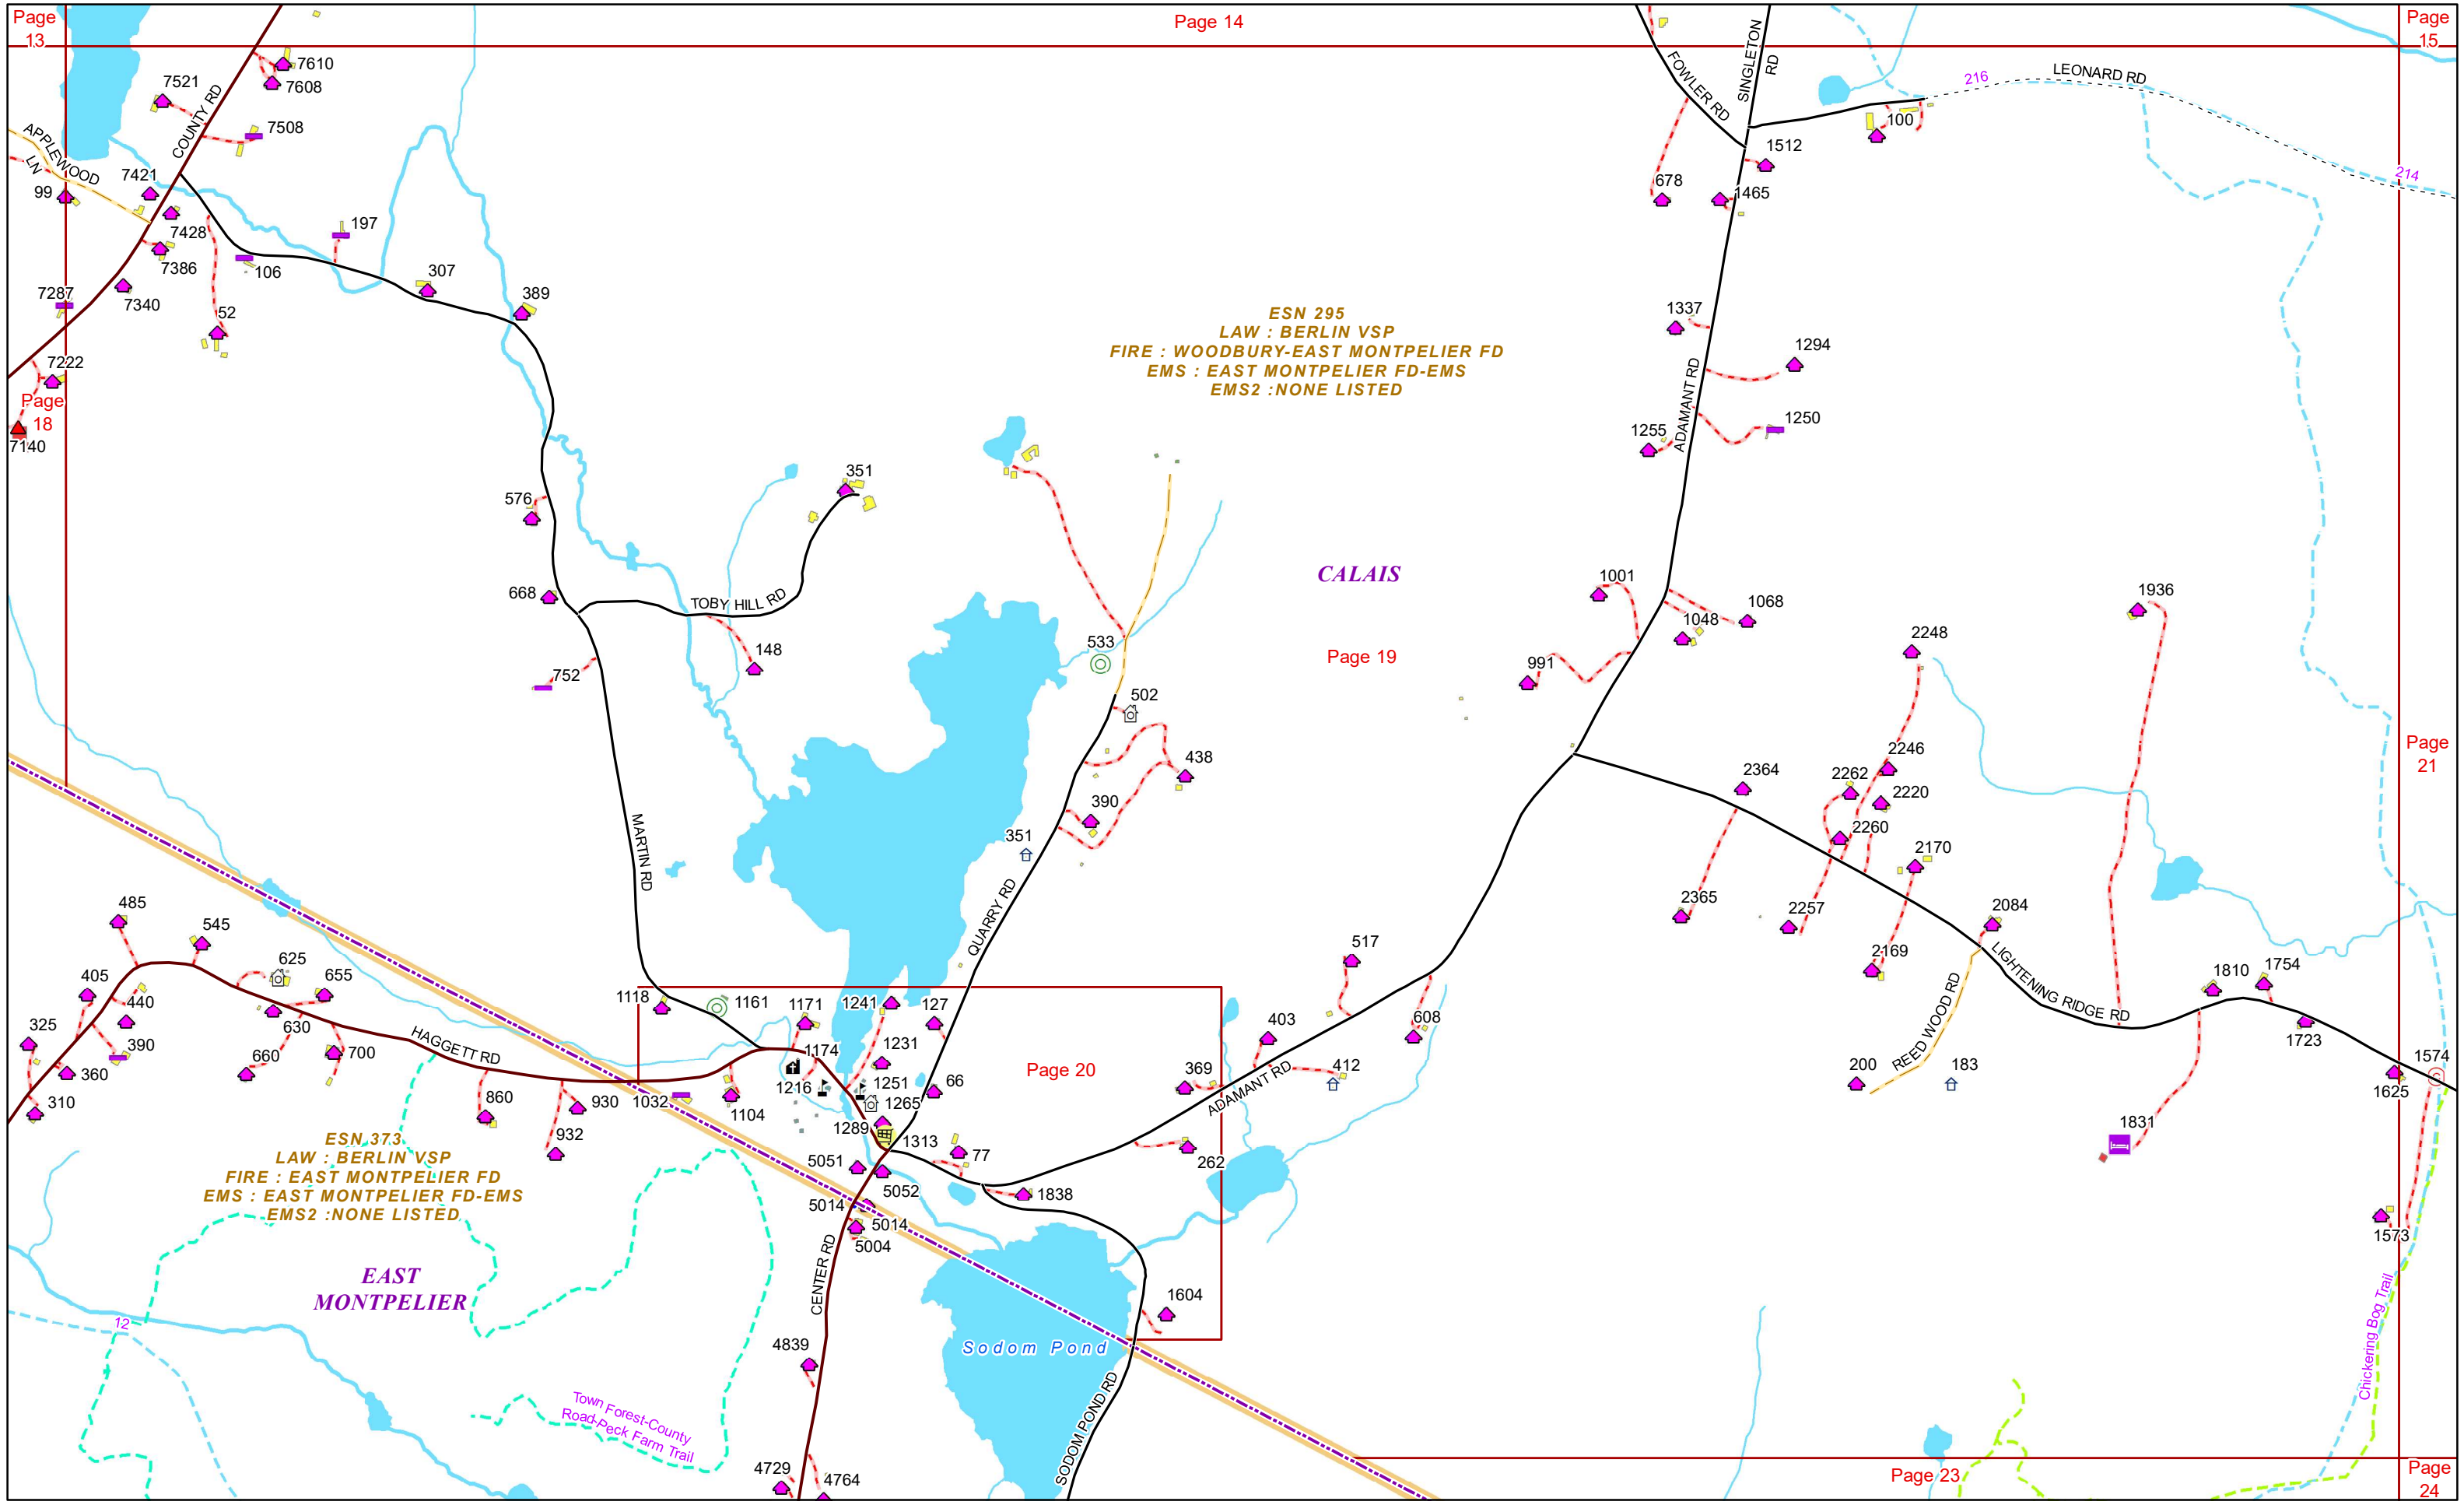 Page
13
Page 14
Page
15
7610
7608
7521
COUNTY RD
7508
APPLEWOOD
LN
99
7421
7428
7386
7340
7287
7222
Page
18
7140
52
106
197
307
389
FOWLER RD
SINGLETON
RD
LEONARD RD
216
214
100
1512
678
1465
1337
1294
1250
1255
ADAMANT RD
ESN 295
LAW : BERLIN VSP
FIRE : WOODBURY-EAST MONTPELIER FD
EMS : EAST MONTPELIER FD-EMS
EMS2 :NONE LISTED
351
576
668
TOBY HILL RD
148
752
533
502
438
390
351
CALAIS
Page 19
1001
1068
1048
991
1936
2248
2246
2262
2220
2260
2364
2365
2257
2170
2169
2084
Page
21
MARTIN RD
QUARRY RD
LIGHTENING RIDGE RD
REED WOOD RD
200
183
1810
1754
1723
1574
1625
1831
1573
485
545
625
655
405
440
325
390
360
310
630
660
700
HAGGETT RD
860
930
932
1032
1118
1161
1171
1241
127
1174
1231
1216
1251
66
1265
1104
1289
1313
77
5051
5052
5014
5014
5004
1838
Page 20
517
403
608
369
412
ADAMANT RD
262
1604
ESN 373
LAW : BERLIN VSP
FIRE : EAST MONTPELIER FD
EMS : EAST MONTPELIER FD-EMS
EMS2 :NONE LISTED
EAST
MONTPELIER
12
CENTER RD
4839
4729
4764
Sodom Pond
SODOM POND RD
Town Forest-County
Road-Peck Farm Trail
Chickering Bog Trail
Page 23
Page
24